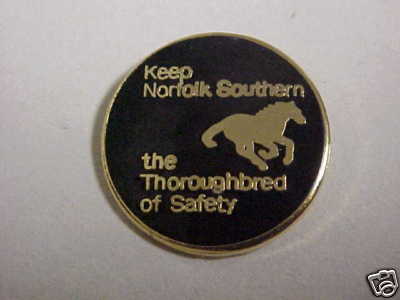 Keep
Norfolk Southern
the
Thoroughbred
of Safety